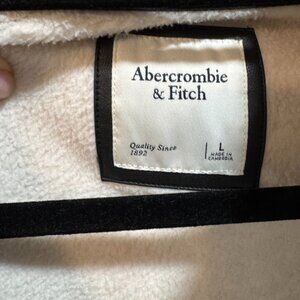 Abercrombie
& Fitch
Quality Since
1892
L
MADE IN
CAMBODIA